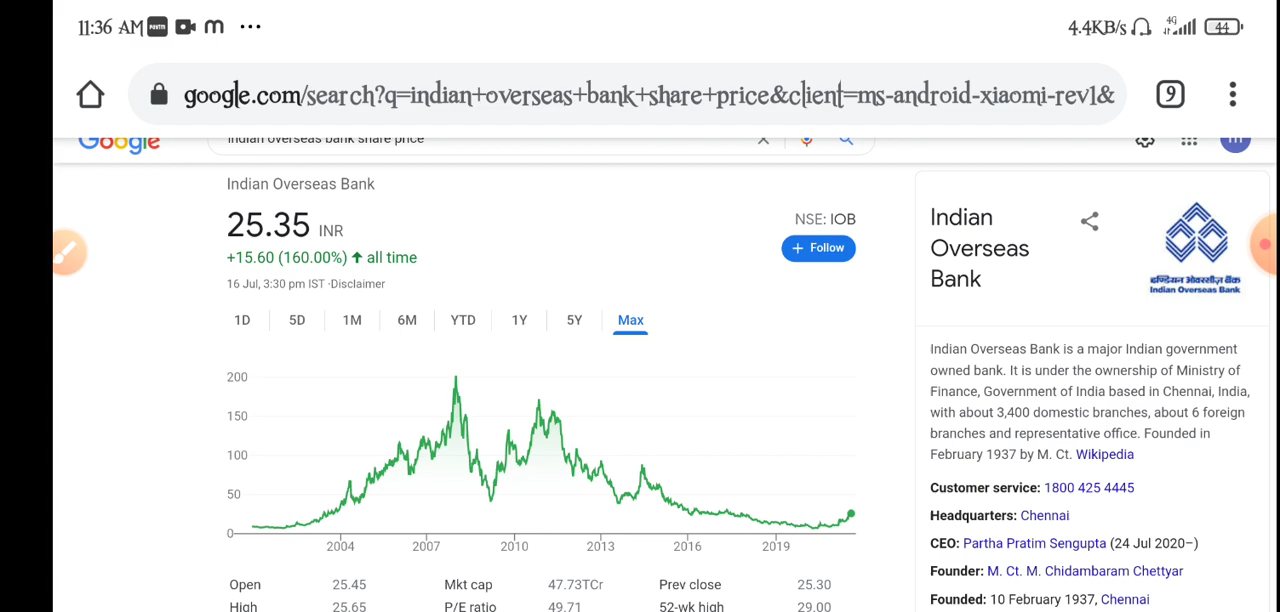 11:36 AM paytm m ...
4.4KB/s 4G 44
google.com/search?q=indian+overseas+bank+share+price&client=ms-android-xiaomi-rev1&
9
Google indian overseas bank share price m
Indian Overseas Bank
25.35 INR
+15.60 (160.00%) ↑ all time
16 Jul, 3:30 pm IST · Disclaimer
NSE: IOB
+ Follow
1D 5D 1M 6M YTD 1Y 5Y Max
200
150
100
50
0
2004 2007 2010 2013 2016 2019
Open 25.45 Mkt cap 47.73TCr Prev close 25.30
High 25.65 P/E ratio 49.71 52-wk high 29.00
Indian
Overseas
Bank
इण्डियन ओवरसीज़ बैंक
Indian Overseas Bank
Indian Overseas Bank is a major Indian government
owned bank. It is under the ownership of Ministry of
Finance, Government of India based in Chennai, India,
with about 3,400 domestic branches, about 6 foreign
branches and representative office. Founded in
February 1937 by M. Ct. Wikipedia
Customer service: 1800 425 4445
Headquarters: Chennai
CEO: Partha Pratim Sengupta (24 Jul 2020–)
Founder: M. Ct. M. Chidambaram Chettyar
Founded: 10 February 1937, Chennai